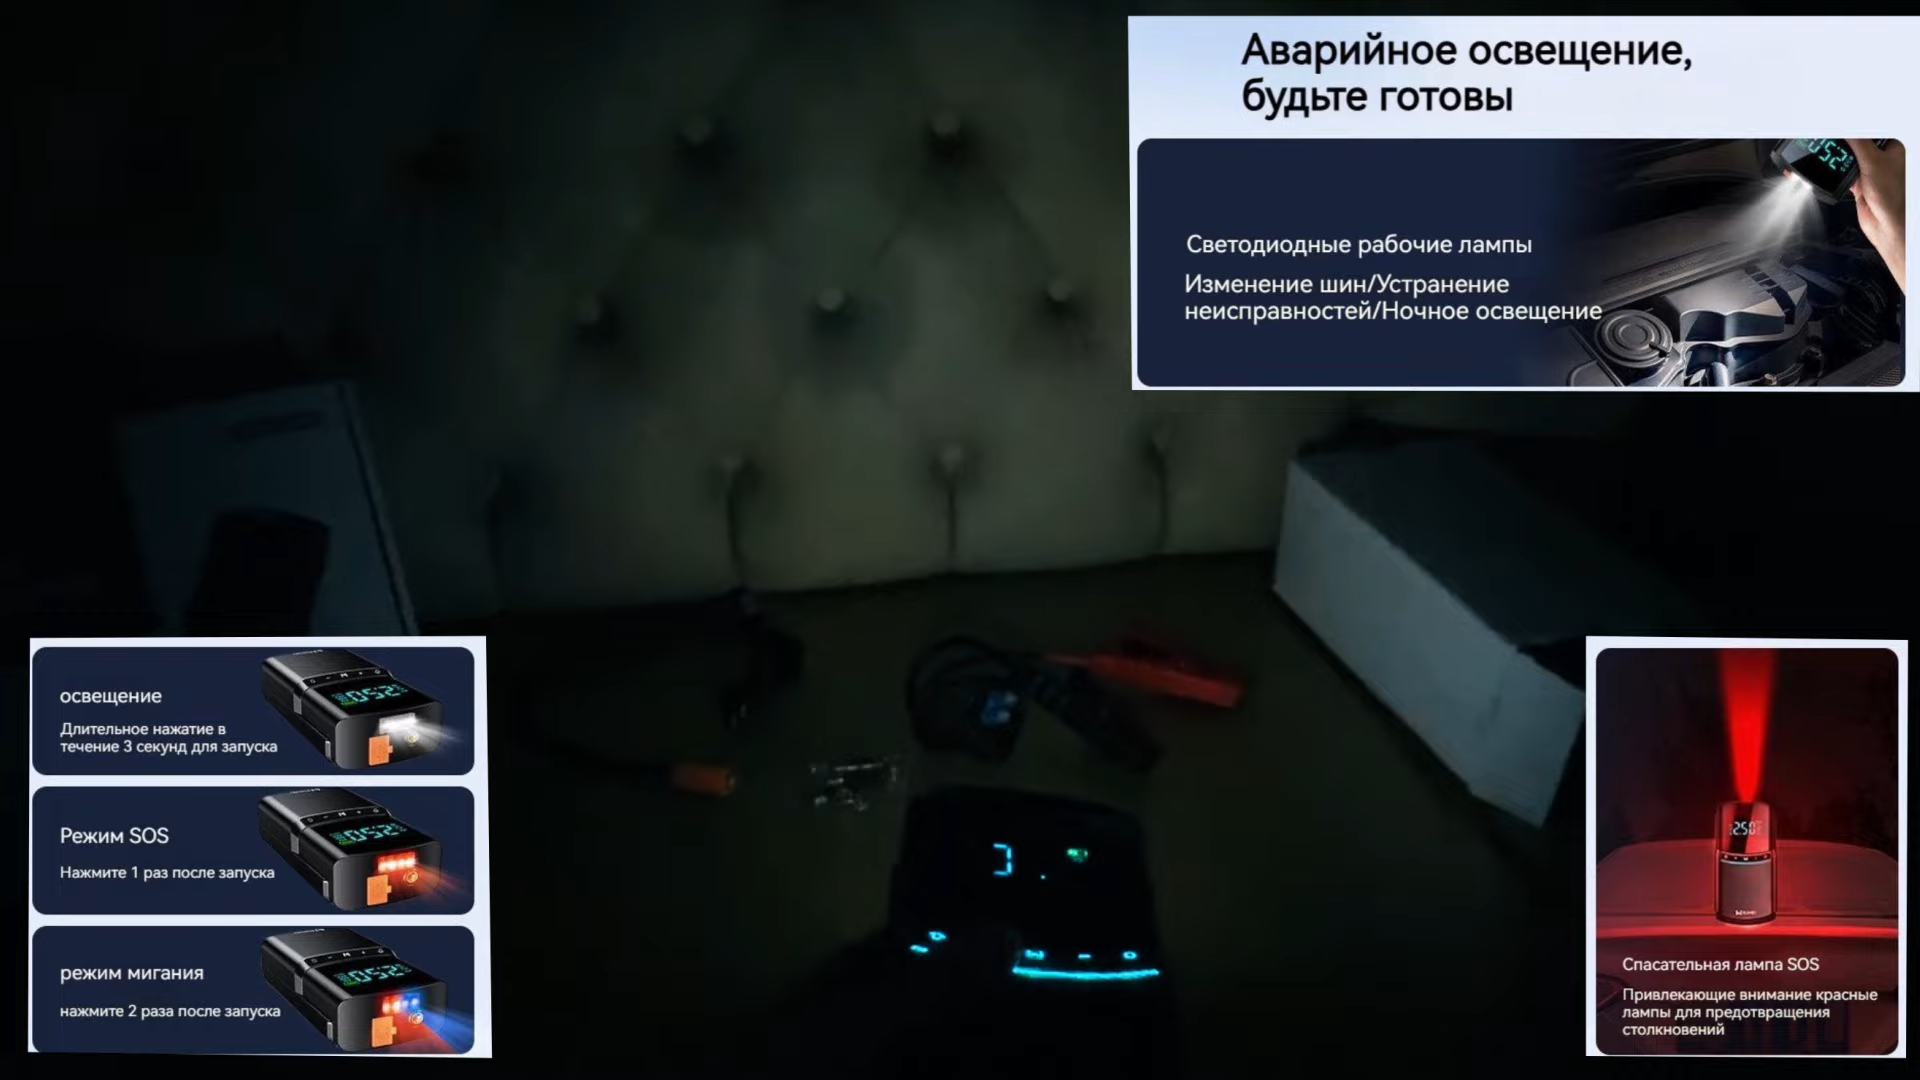 Аварийное освещение,
будьте готовы
Светодиодные рабочие лампы
Изменение шин/Устранение
неисправностей/Ночное освещение
освещение
Длительное нажатие в
течение 3 секунд для запуска
Режим SOS
Нажмите 1 раз после запуска
режим мигания
нажмите 2 раза после запуска
Спасательная лампа SOS
Привлекающие внимание красные
лампы для предотвращения
столкновений